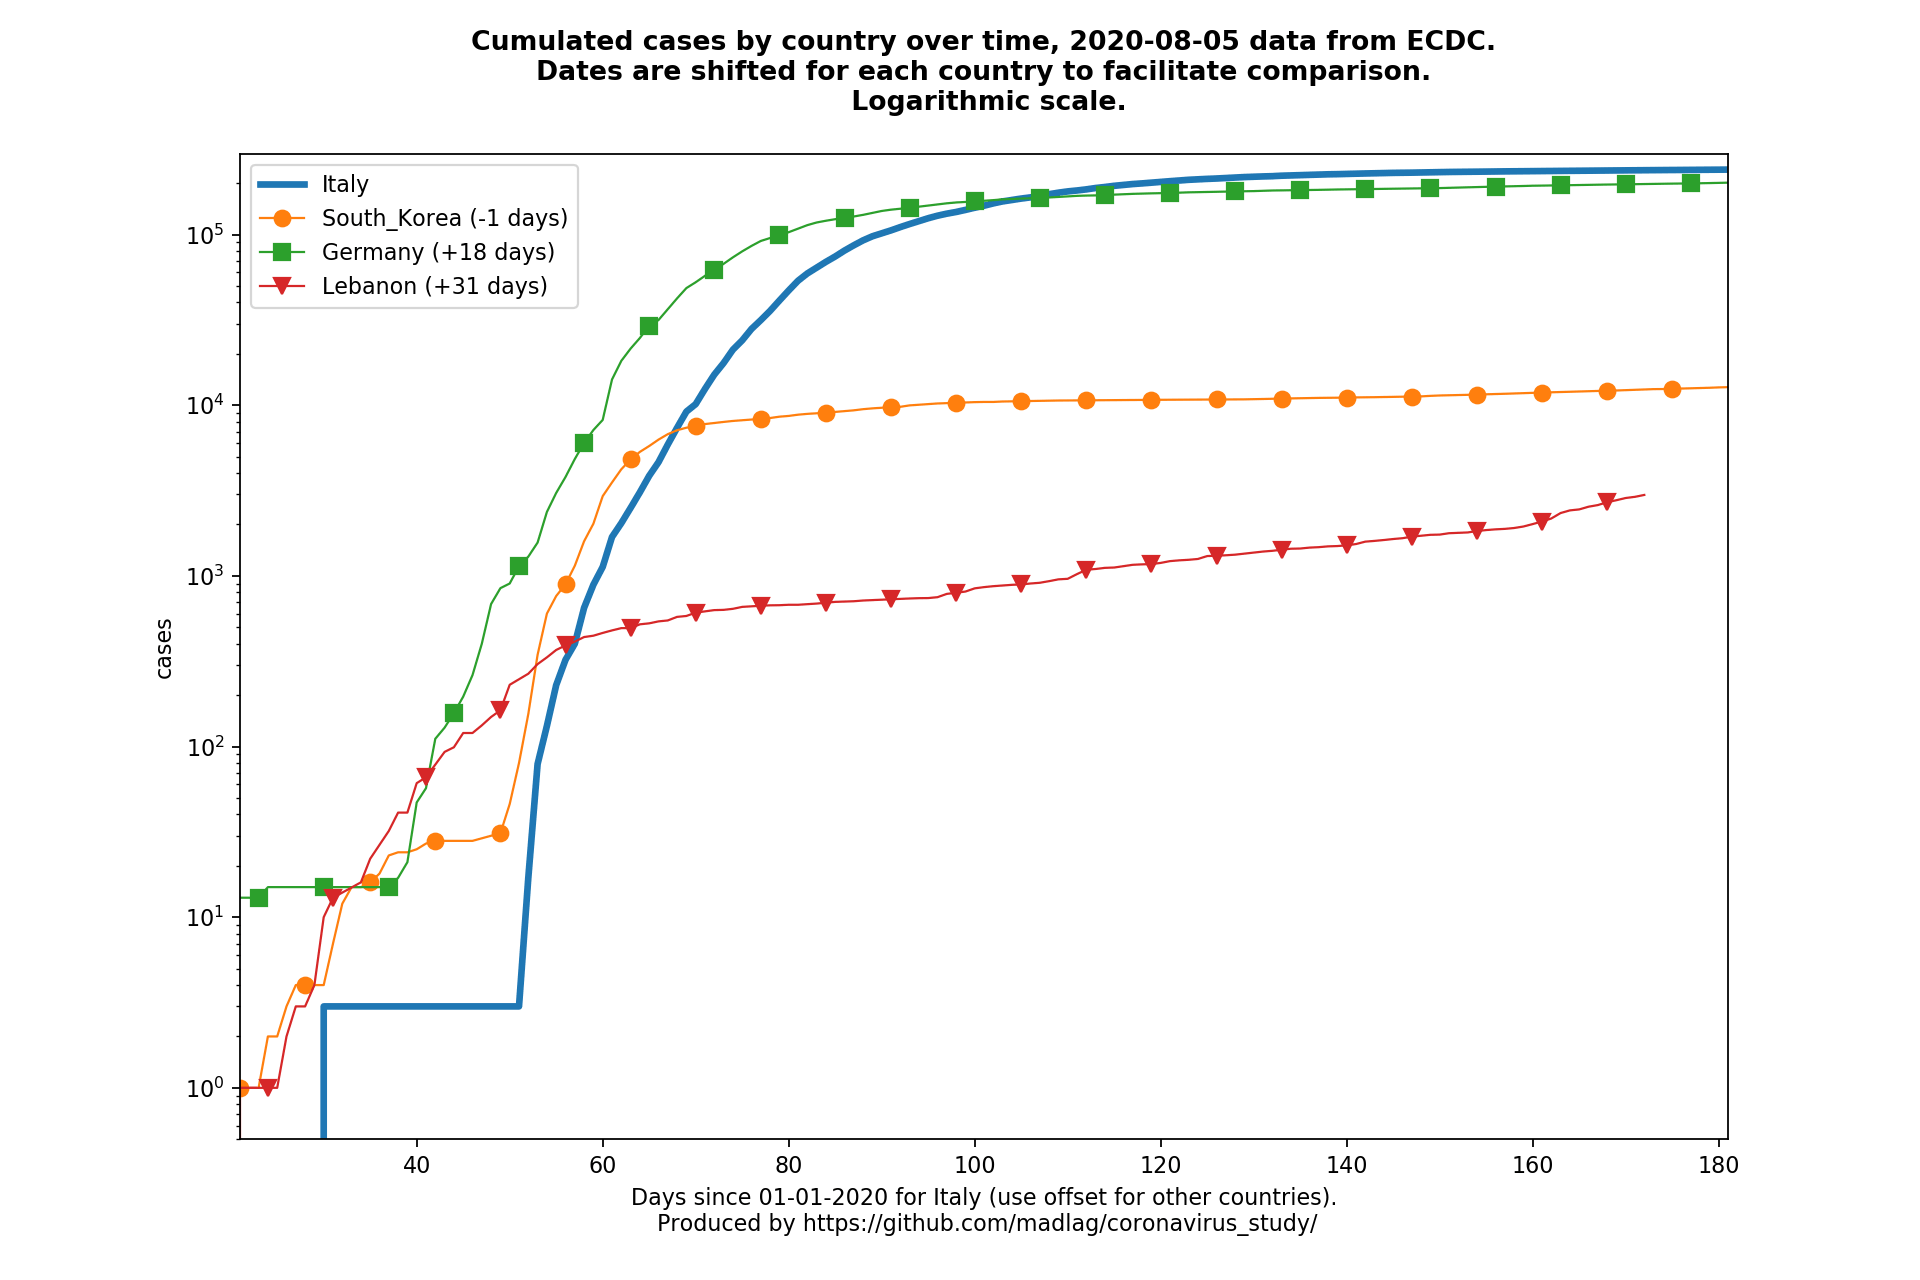 Cumulated cases by country over time, 2020-08-05 data from ECDC.
Dates are shifted for each country to facilitate comparison.
Logarithmic scale.
Italy
South_Korea (-1 days)
Germany (+18 days)
Lebanon (+31 days)
10^5
10^4
10^3
10^2
10^1
10^0
cases
40 60 80 100 120 140 160 180
Days since 01-01-2020 for Italy (use offset for other countries).
Produced by https://github.com/madlag/coronavirus_study/